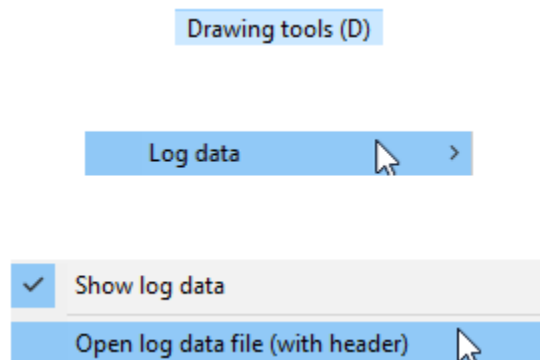 Drawing tools (D)
Log data
Show log data
Open log data file (with header)